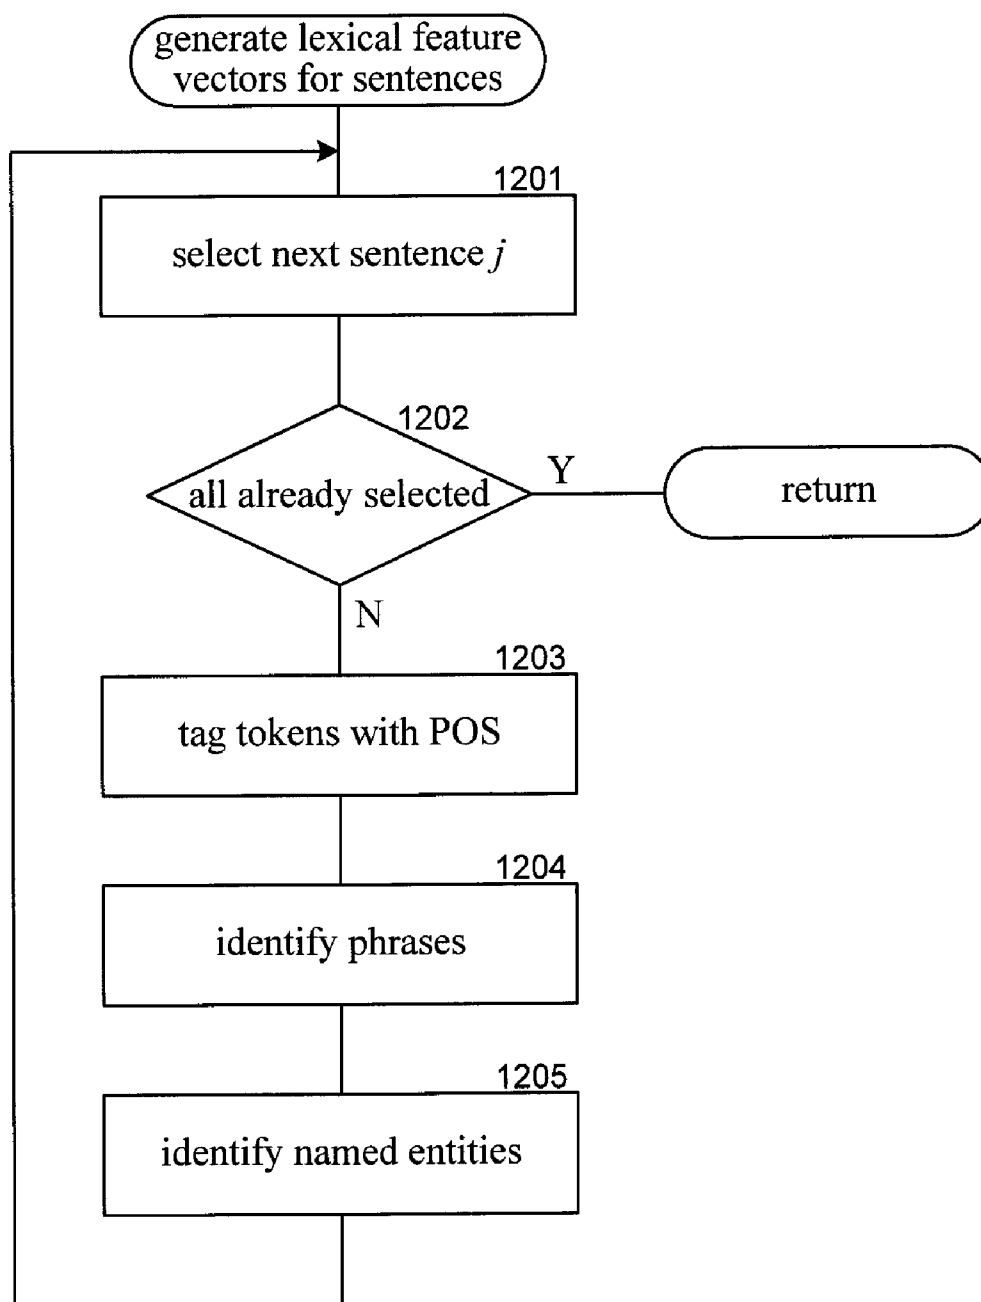 generate lexical feature
vectors for sentences
1201
select next sentence j
1202
all already selected
Y
return
N
1203
tag tokens with POS
1204
identify phrases
1205
identify named entities